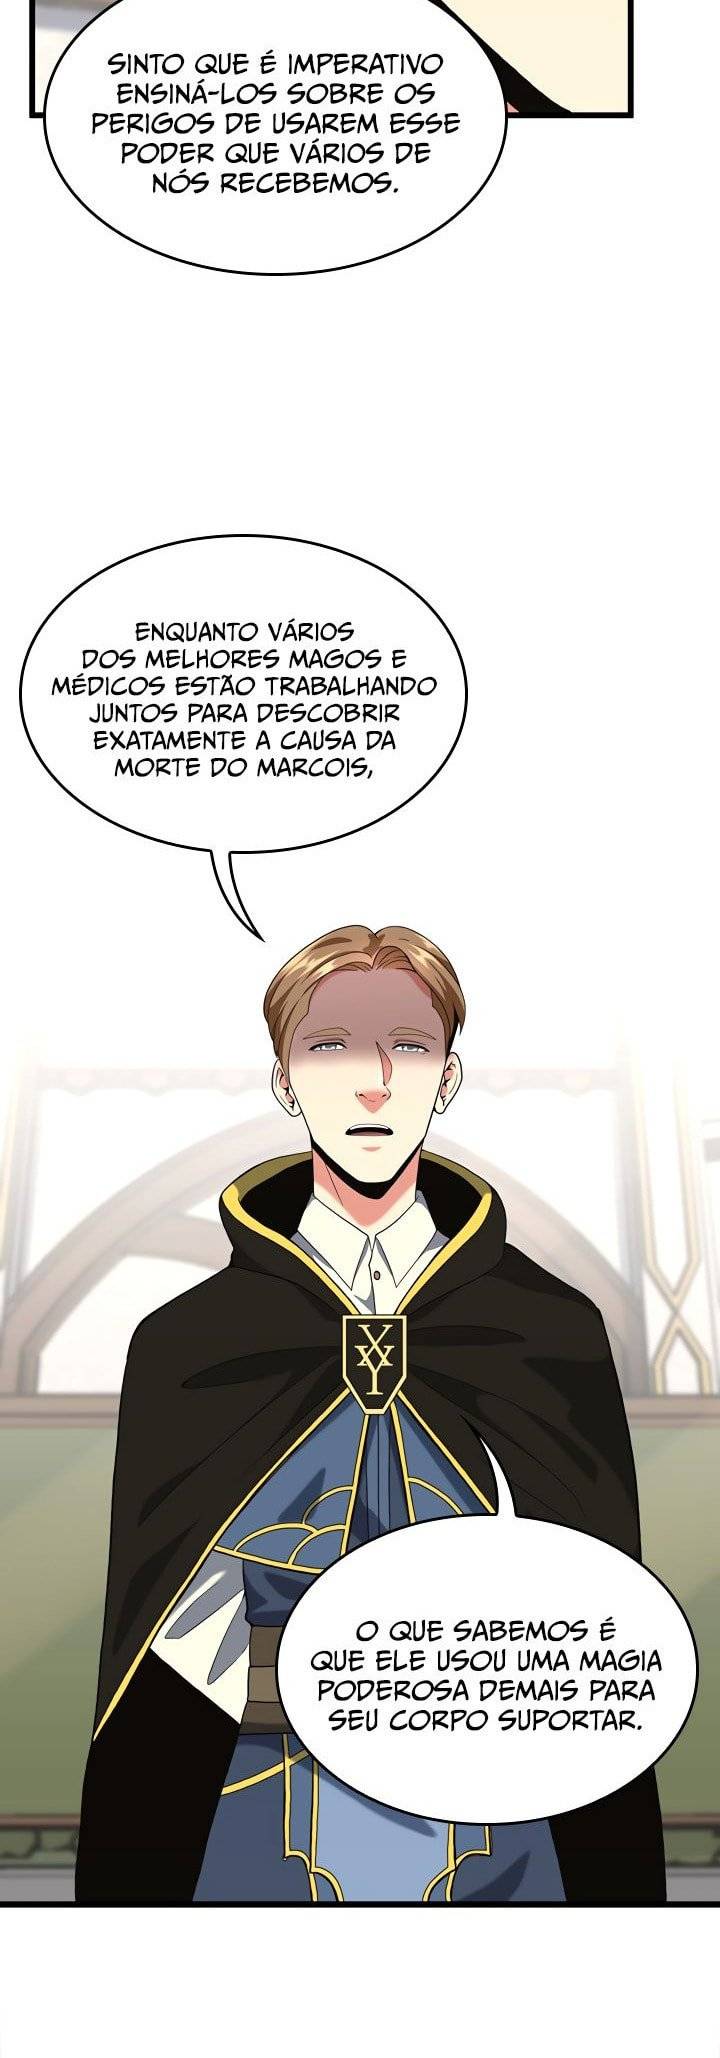 SINTO QUE É IMPERATIVO
ENSINÁ-LOS SOBRE OS
PERIGOS DE USAREM ESSE
PODER QUE VÁRIOS DE
NÓS RECEBEMOS.
ENQUANTO VÁRIOS
DOS MELHORES MAGOS E
MÉDICOS ESTÃO TRABALHANDO
JUNTOS PARA DESCOBRIR
EXATAMENTE A CAUSA DA
MORTE DO MARCOIS,
O QUE SABEMOS É
QUE ELE USOU UMA MAGIA
PODEROSA DEMAIS PARA
SEU CORPO SUPORTAR.